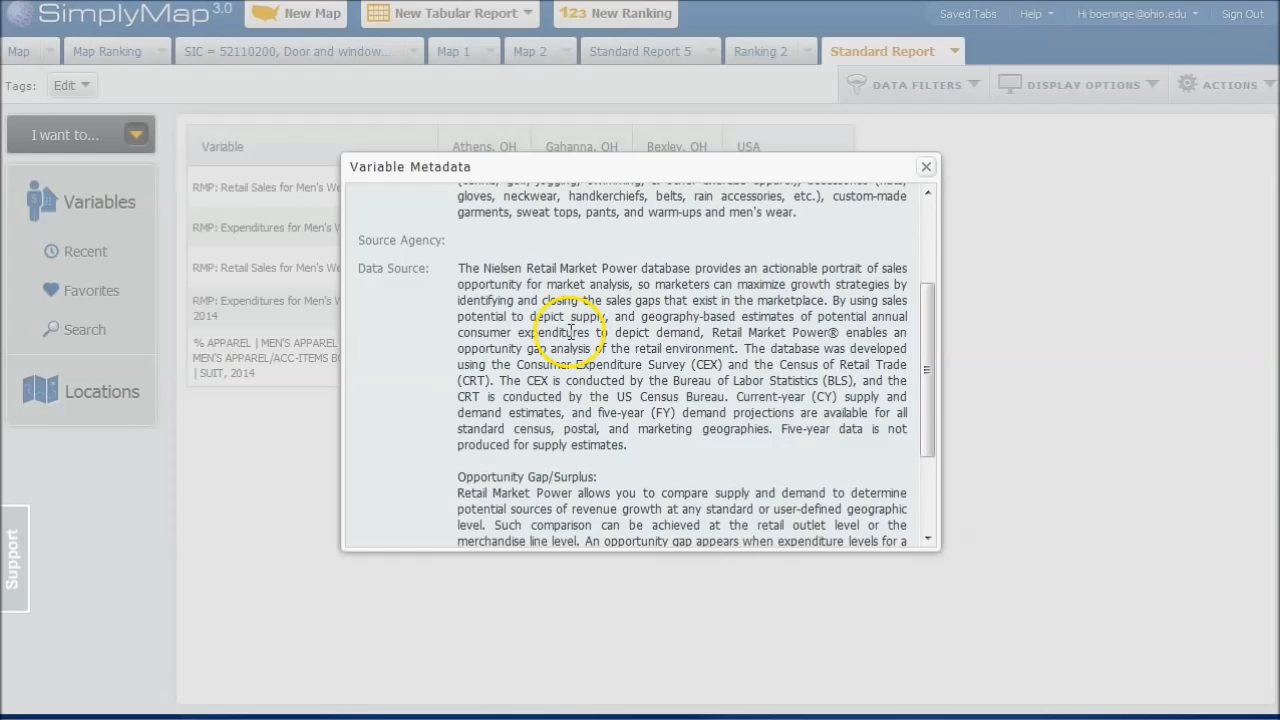 SimplyMap 3.0
New Map
New Tabular Report
123 New Ranking
Saved Tabs
Help
Hi boeninge@ohio.edu
Sign Out
Map
Map Ranking
SIC = 52110200, Door and window...
Map 1
Map 2
Standard Report 5
Ranking 2
Standard Report
Tags:
Edit
DATA FILTERS
DISPLAY OPTIONS
ACTIONS
I want to...
Variables
Recent
Favorites
Search
Locations
Support
Variable
Athens, OH
Gahanna, OH
Bexley, OH
USA
RMP: Retail Sales for Men's We
RMP: Expenditures for Men's W
RMP: Retail Sales for Men's We
RMP: Expenditures for Men's W
2014
% APPAREL | MEN'S APPAREL
MEN'S APPAREL/ACC-ITEMS BO
| SUIT, 2014
Variable Metadata
gloves, neckwear, handkerchiefs, belts, rain accessories, etc.), custom-made
garments, sweat tops, pants, and warm-ups and men's wear.
Source Agency:
Data Source:
The Nielsen Retail Market Power database provides an actionable portrait of sales
opportunity for market analysis, so marketers can maximize growth strategies by
identifying and closing the sales gaps that exist in the marketplace. By using sales
potential to depict supply, and geography-based estimates of potential annual
consumer expenditures to depict demand, Retail Market Power® enables an
opportunity gap analysis of the retail environment. The database was developed
using the Consumer Expenditure Survey (CEX) and the Census of Retail Trade
(CRT). The CEX is conducted by the Bureau of Labor Statistics (BLS), and the
CRT is conducted by the US Census Bureau. Current-year (CY) supply and
demand estimates, and five-year (FY) demand projections are available for all
standard census, postal, and marketing geographies. Five-year data is not
produced for supply estimates.
Opportunity Gap/Surplus:
Retail Market Power allows you to compare supply and demand to determine
potential sources of revenue growth at any standard or user-defined geographic
level. Such comparison can be achieved at the retail outlet level or the
merchandise line level. An opportunity gap appears when expenditure levels for a